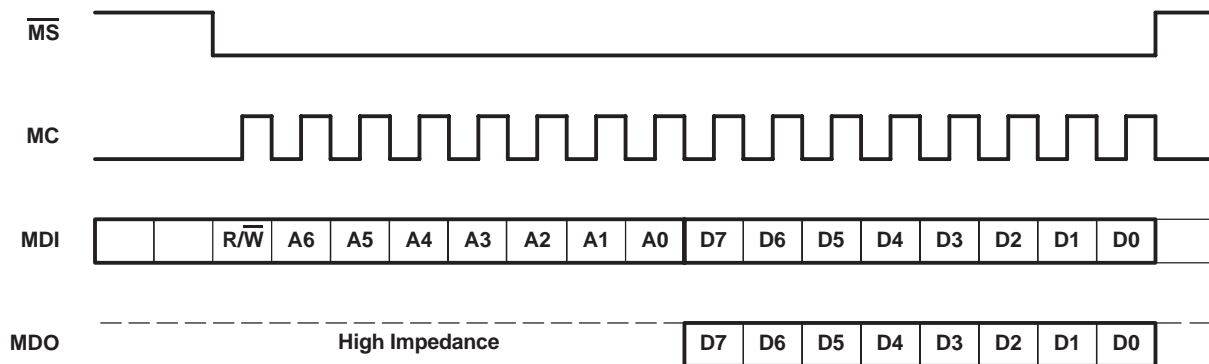 M̅S̅
MC
MDI R/W̅ A6 A5 A4 A3 A2 A1 A0 D7 D6 D5 D4 D3 D2 D1 D0
MDO High Impedance D7 D6 D5 D4 D3 D2 D1 D0